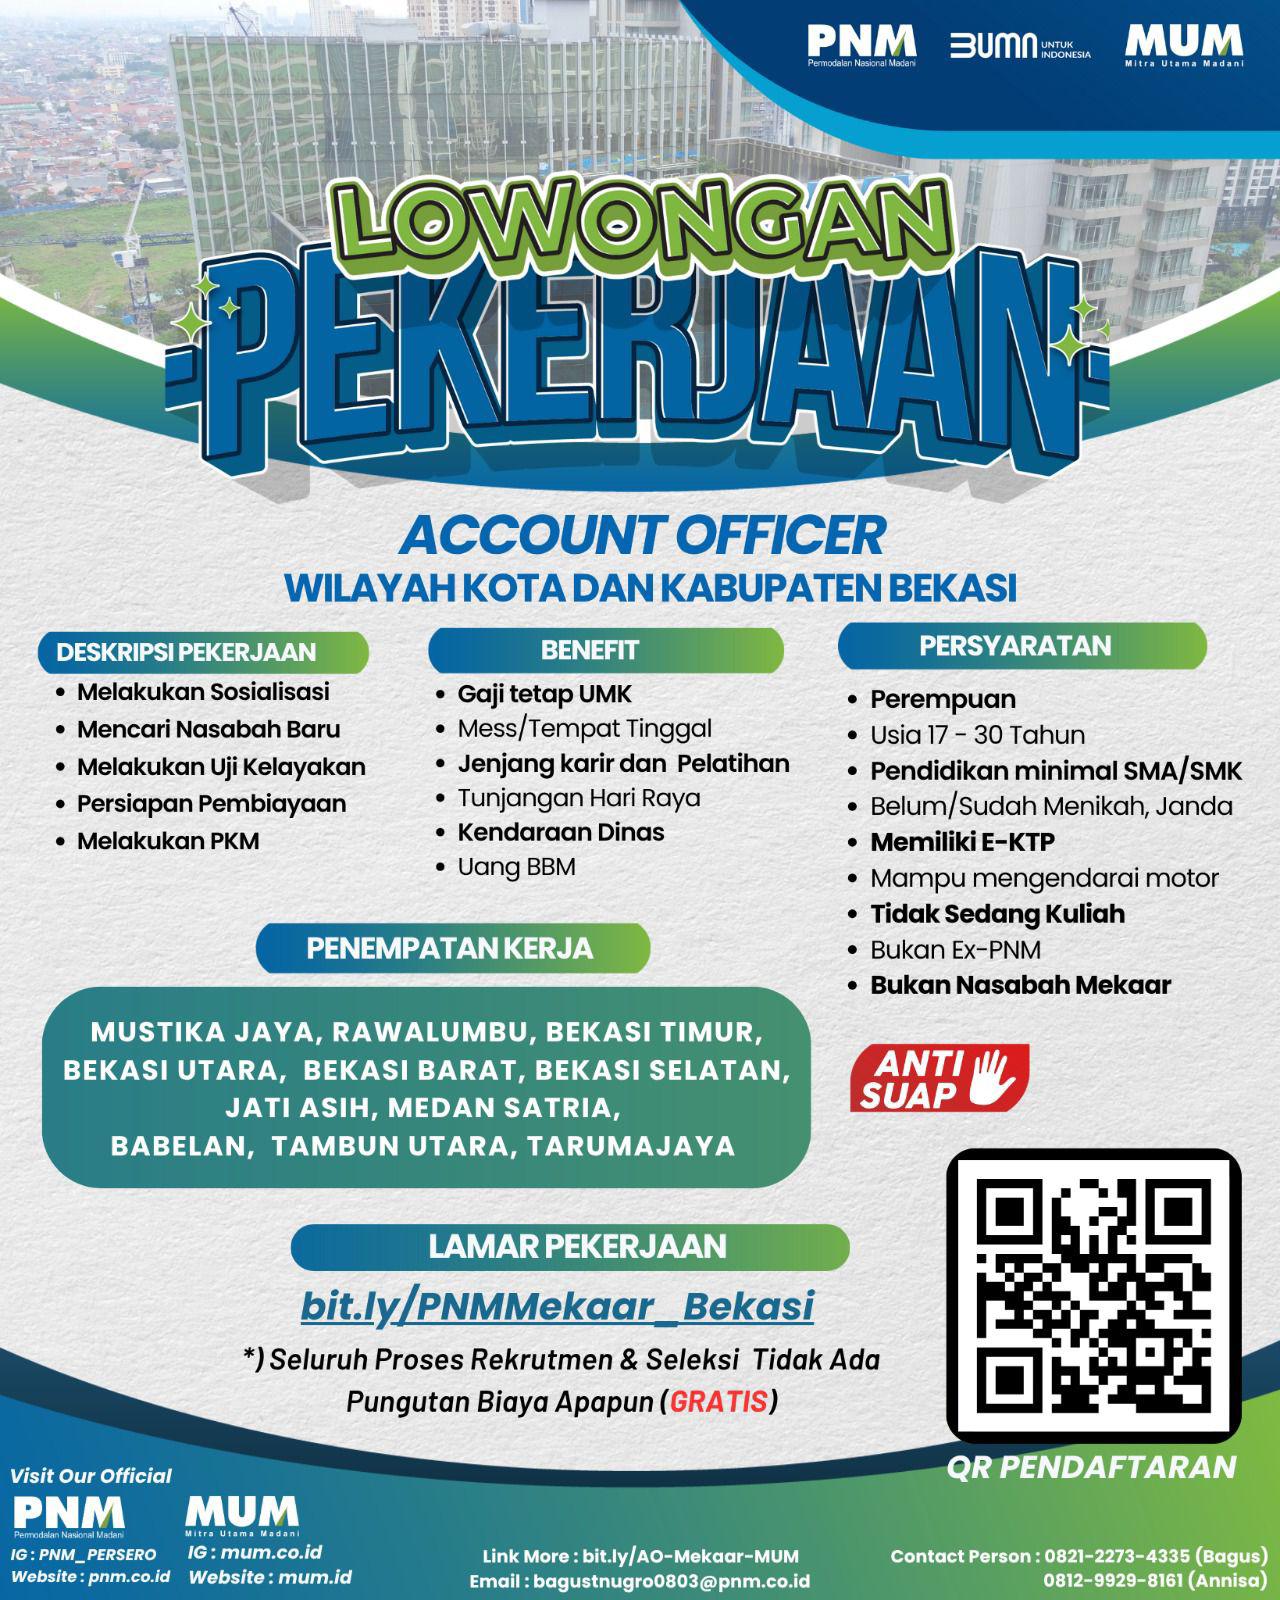 PNM
Permodalan Nasional Madani
BUMN UNTUK INDONESIA
MUM
Mitra Utama Madani
LOWONGAN
PEKERJAAN
ACCOUNT OFFICER
WILAYAH KOTA DAN KABUPATEN BEKASI
DESKRIPSI PEKERJAAN
• Melakukan Sosialisasi
• Mencari Nasabah Baru
• Melakukan Uji Kelayakan
• Persiapan Pembiayaan
• Melakukan PKM
BENEFIT
• Gaji tetap UMK
• Mess/Tempat Tinggal
• Jenjang karir dan Pelatihan
• Tunjangan Hari Raya
• Kendaraan Dinas
• Uang BBM
PERSYARATAN
• Perempuan
• Usia 17 - 30 Tahun
• Pendidikan minimal SMA/SMK
• Belum/Sudah Menikah, Janda
• Memiliki E-KTP
• Mampu mengendarai motor
• Tidak Sedang Kuliah
• Bukan Ex-PNM
• Bukan Nasabah Mekaar
PENEMPATAN KERJA
MUSTIKA JAYA, RAWALUMBU, BEKASI TIMUR,
BEKASI UTARA, BEKASI BARAT, BEKASI SELATAN,
JATI ASIH, MEDAN SATRIA,
BABELAN, TAMBUN UTARA, TARUMAJAYA
ANTI
SUAP
LAMAR PEKERJAAN
bit.ly/PNMMekaar_Bekasi
*) Seluruh Proses Rekrutmen & Seleksi Tidak Ada
Pungutan Biaya Apapun (GRATIS)
QR PENDAFTARAN
Visit Our Official
PNM
Permodalan Nasional Madani
IG : PNM_PERSERO
Website : pnm.co.id
MUM
Mitra Utama Madani
IG : mum.co.id
Website : mum.id
Link More : bit.ly/AO-Mekaar-MUM
Email : bagustnugro0803@pnm.co.id
Contact Person : 0821-2273-4335 (Bagus)
0812-9929-8161 (Annisa)